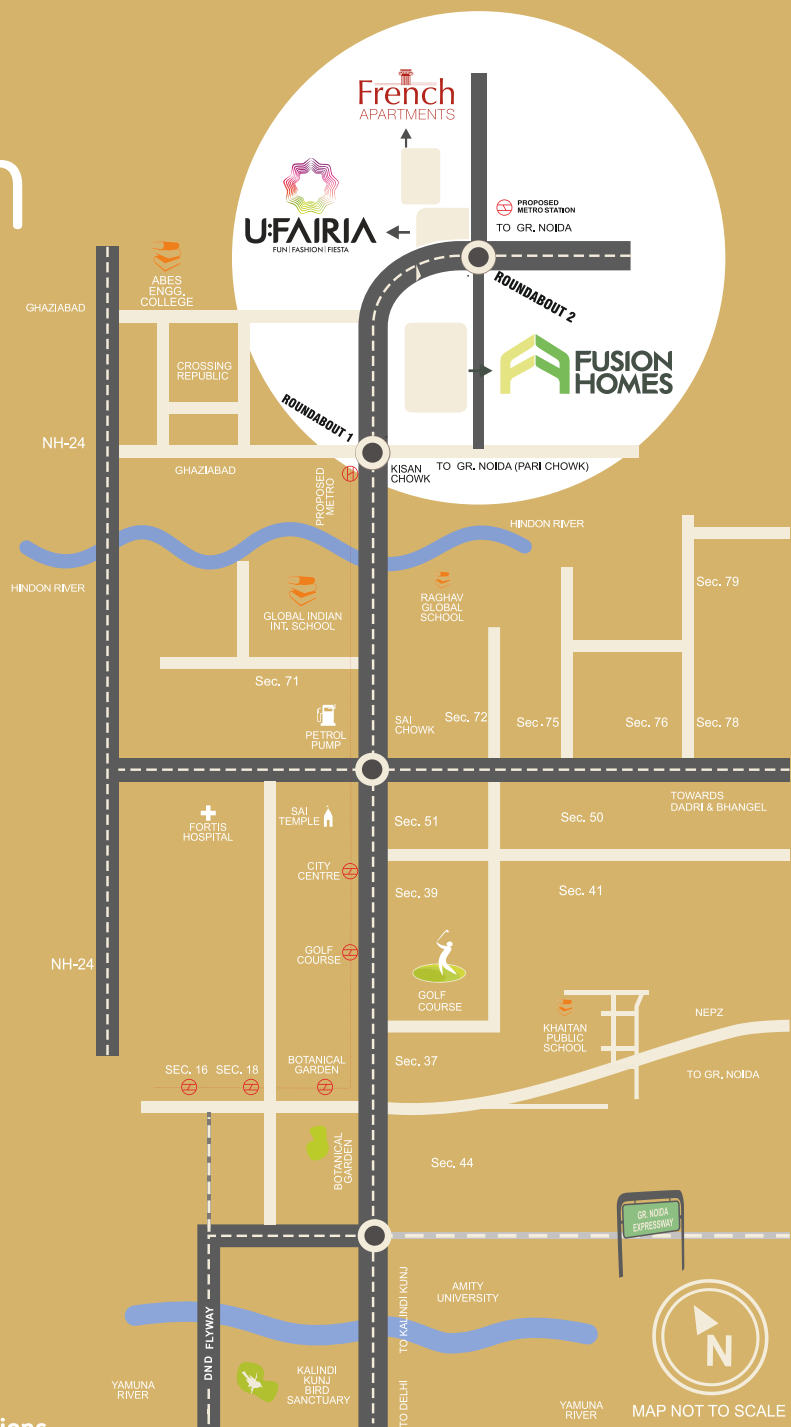 French
APARTMENTS
n
U:FAIRIA
FUN|FASHION|FIESTA
PROPOSED
METRO STATION
TO GR. NOIDA
ROUNDABOUT 2
ABES
ENGG.
COLLEGE
GHAZIABAD
CROSSING
REPUBLIC
FUSION
HOMES
ROUNDABOUT 1
NH-24
GHAZIABAD
PROPOSED
METRO
KISAN
CHOWK
TO GR. NOIDA (PARI CHOWK)
HINDON RIVER
HINDON RIVER
GLOBAL INDIAN
INT. SCHOOL
RAGHAV
GLOBAL
SCHOOL
Sec. 79
Sec. 71
PETROL
PUMP
SAI
CHOWK
Sec. 72
Sec. 75
Sec. 76
Sec. 78
TOWARDS
DADRI & BHANGEL
FORTIS
HOSPITAL
SAI
TEMPLE
Sec. 51
Sec. 50
CITY
CENTRE
Sec. 39
Sec. 41
NH-24
GOLF
COURSE
GOLF
COURSE
KHAITAN
PUBLIC
SCHOOL
NEPZ
SEC. 16
SEC. 18
BOTANICAL
GARDEN
Sec. 37
TO GR. NOIDA
BOTANICAL
GARDEN
Sec. 44
GR. NOIDA
EXPRESSWAY
DND FLYWAY
TO KALINDI KUNJ
AMITY
UNIVERSITY
N
YAMUNA
RIVER
KALINDI
KUNJ
BIRD
SANCTUARY
TO DELHI
YAMUNA
RIVER
MAP NOT TO SCALE
ions